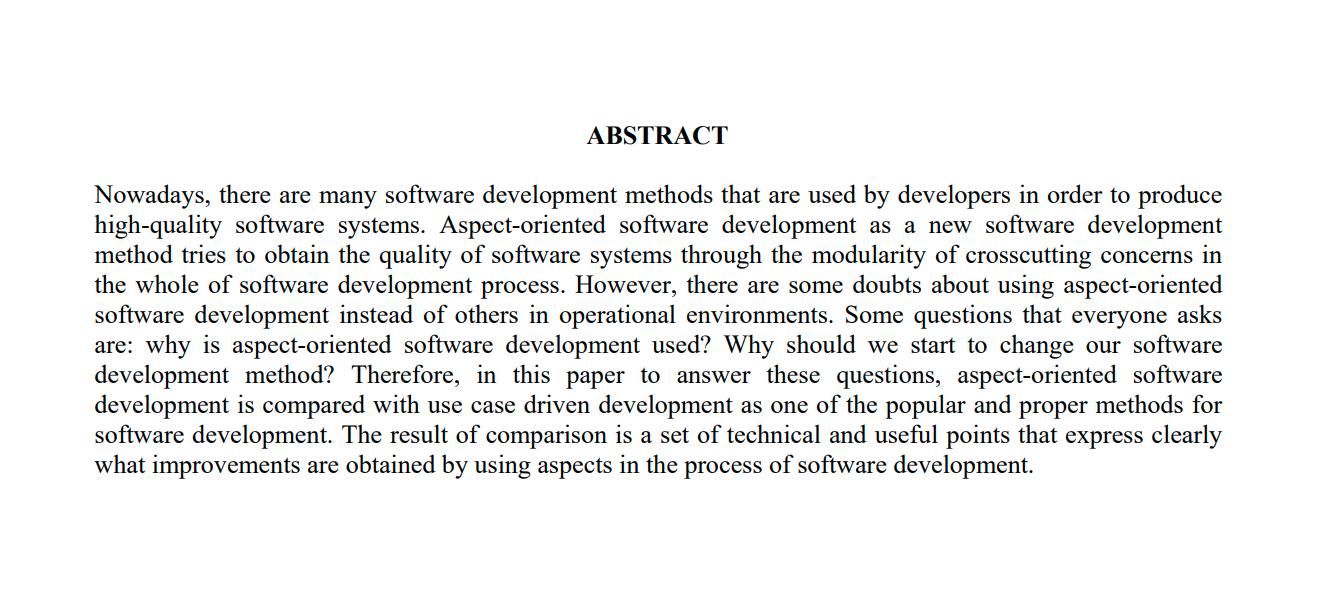 ABSTRACT
Nowadays, there are many software development methods that are used by developers in order to produce
high-quality software systems. Aspect-oriented software development as a new software development
method tries to obtain the quality of software systems through the modularity of crosscutting concerns in
the whole of software development process. However, there are some doubts about using aspect-oriented
software development instead of others in operational environments. Some questions that everyone asks
are: why is aspect-oriented software development used? Why should we start to change our software
development method? Therefore, in this paper to answer these questions, aspect-oriented software
development is compared with use case driven development as one of the popular and proper methods for
software development. The result of comparison is a set of technical and useful points that express clearly
what improvements are obtained by using aspects in the process of software development.